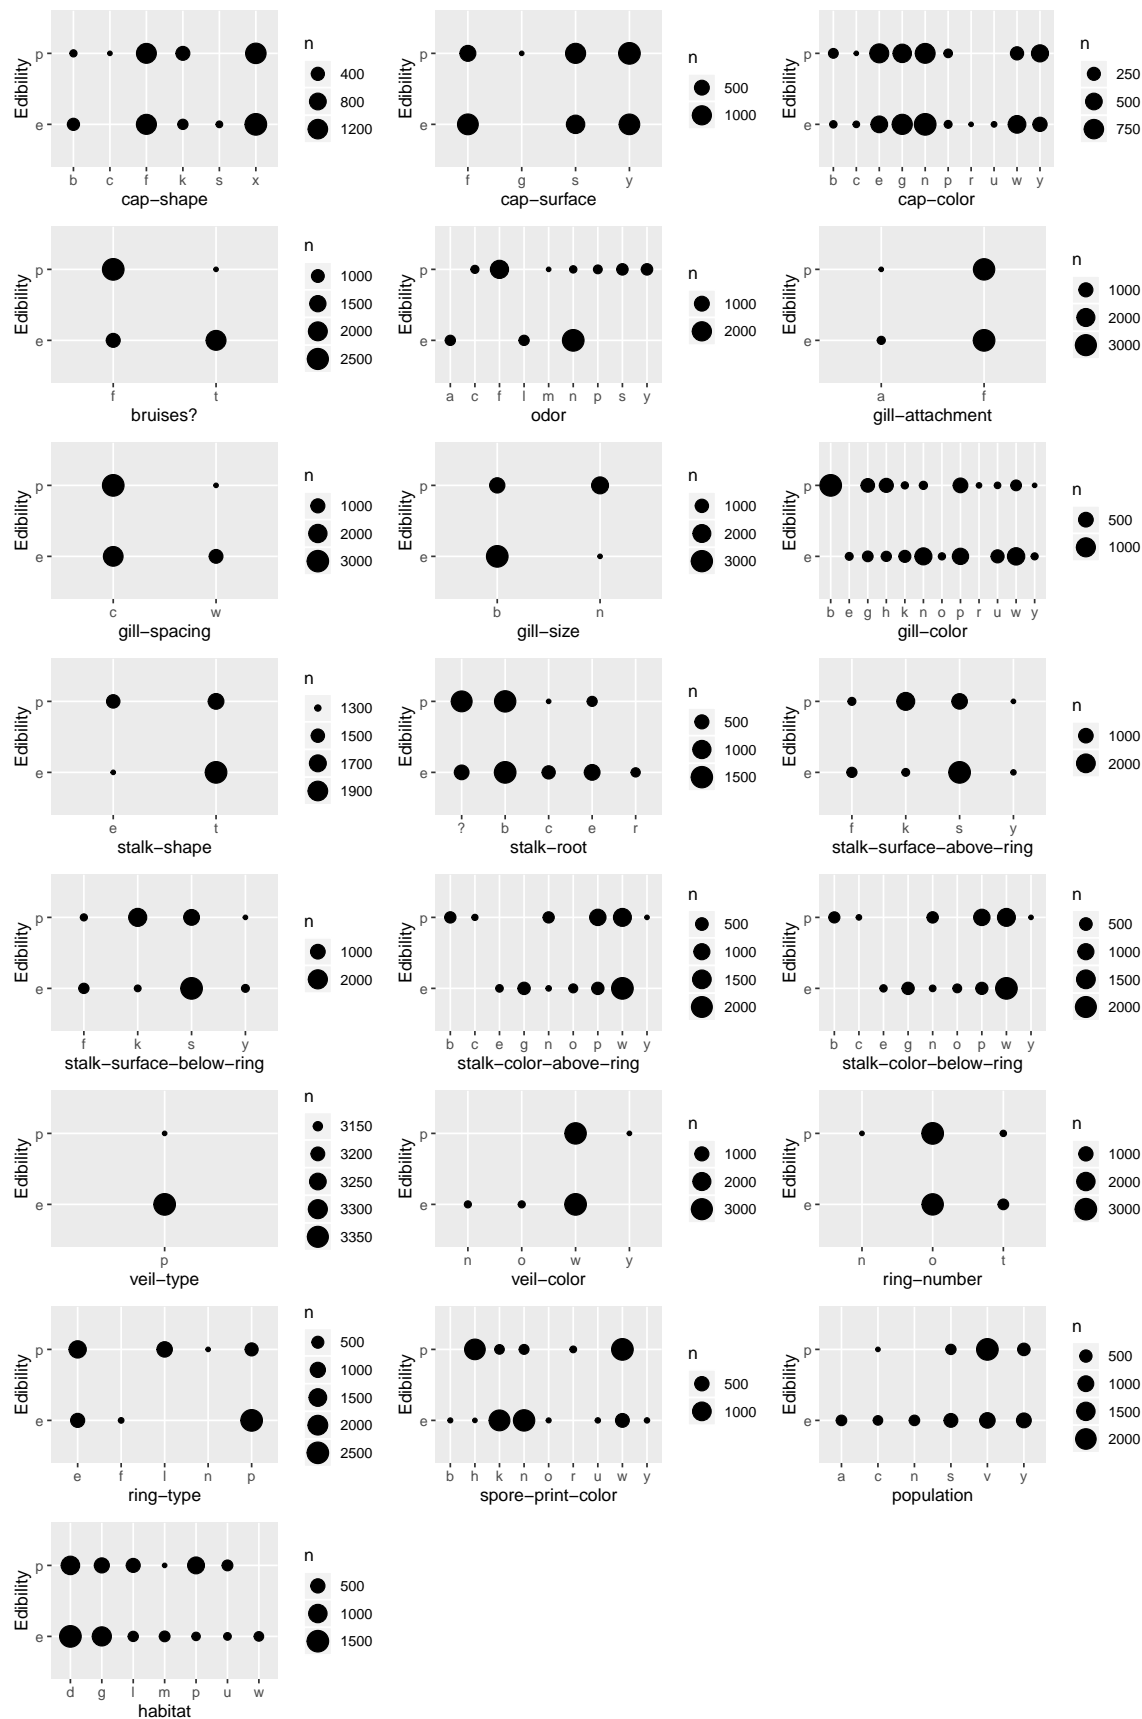 Edibility
p
e
b c f k s x
cap−shape
n
400
800
1200
Edibility
p
e
f g s y
cap−surface
n
500
1000
Edibility
p
e
b c e g n p r u w y
cap−color
n
250
500
750
Edibility
p
e
f t
bruises?
n
1000
1500
2000
2500
Edibility
p
e
a c f l m n p s y
odor
n
1000
2000
Edibility
p
e
a f
gill−attachment
n
1000
2000
3000
Edibility
p
e
c w
gill−spacing
n
1000
2000
3000
Edibility
p
e
b n
gill−size
n
1000
2000
3000
Edibility
p
e
b e g h k n o p r u w y
gill−color
n
500
1000
Edibility
p
e
e t
stalk−shape
n
1300
1500
1700
1900
Edibility
p
e
? b c e r
stalk−root
n
500
1000
1500
Edibility
p
e
f k s y
stalk−surface−above−ring
n
1000
2000
Edibility
p
e
f k s y
stalk−surface−below−ring
n
1000
2000
Edibility
p
e
b c e g n o p w y
stalk−color−above−ring
n
500
1000
1500
2000
Edibility
p
e
b c e g n o p w y
stalk−color−below−ring
n
500
1000
1500
2000
Edibility
p
e
p
veil−type
n
3150
3200
3250
3300
3350
Edibility
p
e
n o w y
veil−color
n
1000
2000
3000
Edibility
p
e
n o t
ring−number
n
1000
2000
3000
Edibility
p
e
e f l n p
ring−type
n
500
1000
1500
2000
2500
Edibility
p
e
b h k n o r u w y
spore−print−color
n
500
1000
Edibility
p
e
a c n s v y
population
n
500
1000
1500
2000
Edibility
p
e
d g l m p u w
habitat
n
500
1000
1500